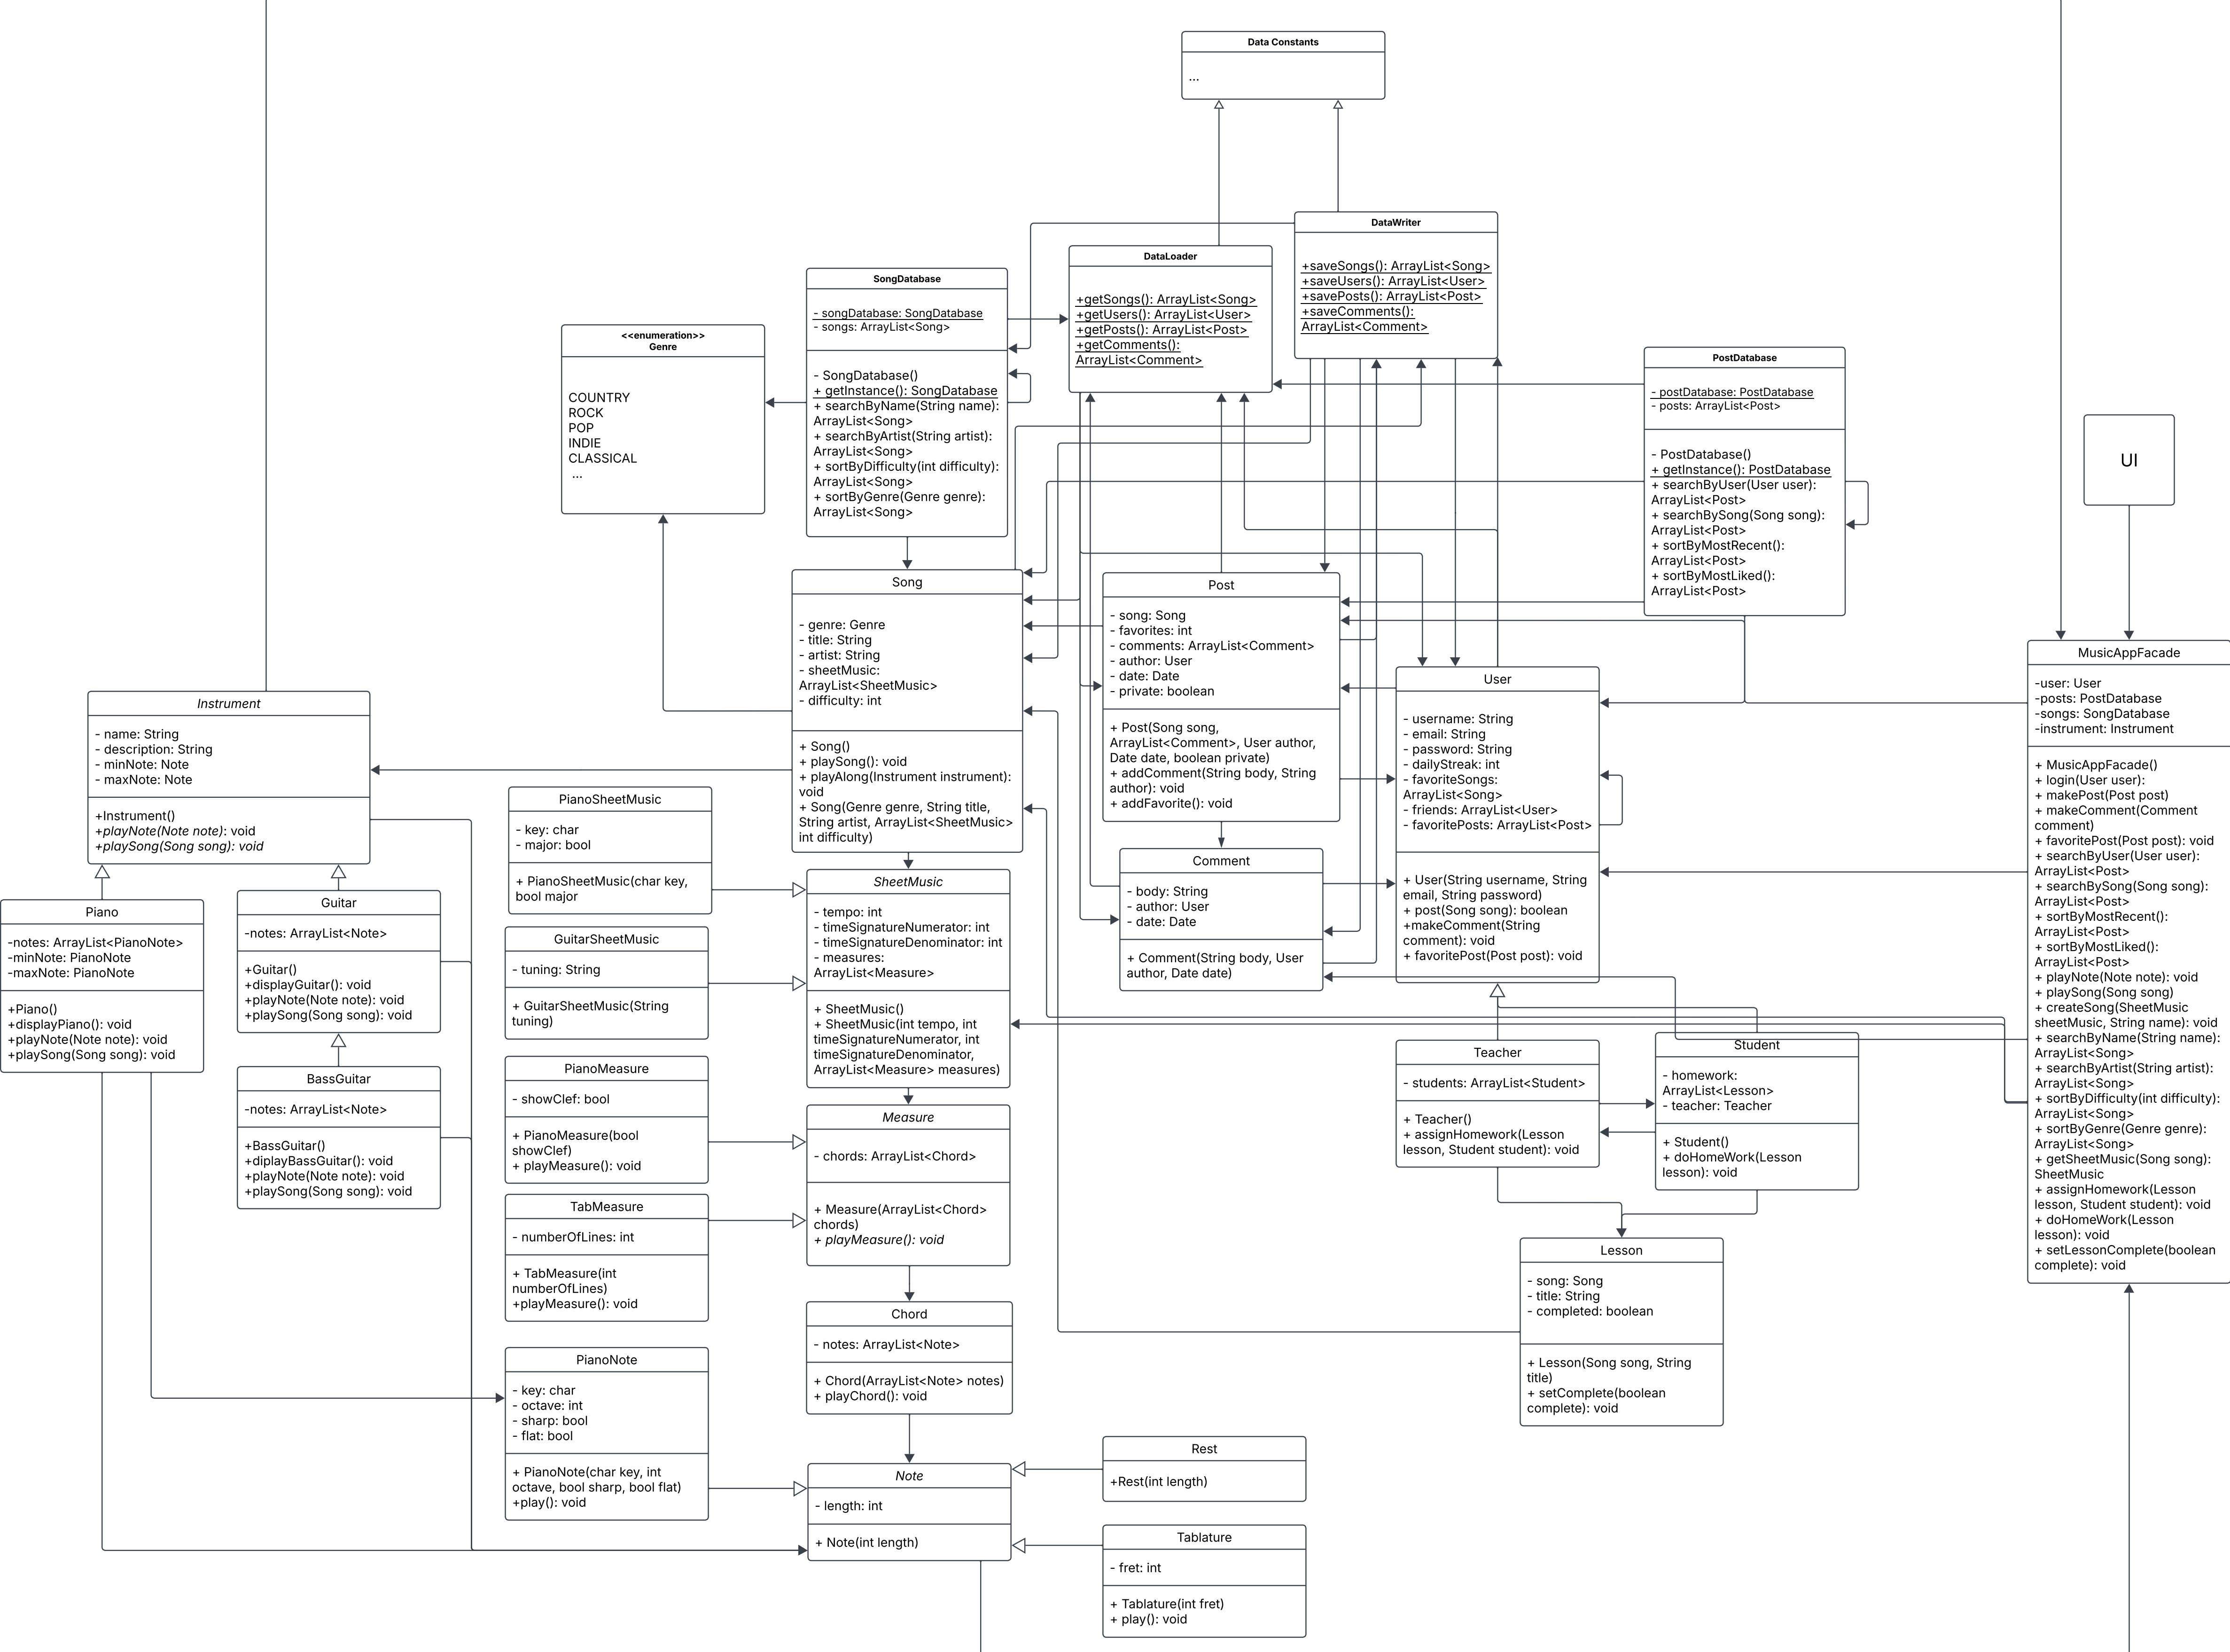 Data Constants
...
DataWriter
+saveSongs(): ArrayList<Song>
+saveUsers(): ArrayList<User>
+savePosts(): ArrayList<Post>
+saveComments():
ArrayList<Comment>
DataLoader
+getSongs(): ArrayList<Song>
+getUsers(): ArrayList<User>
+getPosts(): ArrayList<Post>
+getComments():
ArrayList<Comment>
SongDatabase
- songDatabase: SongDatabase
- songs: ArrayList<Song>
- SongDatabase()
+ getInstance(): SongDatabase
+ searchByName(String name):
ArrayList<Song>
+ searchByArtist(String artist):
ArrayList<Song>
+ sortByDifficulty(int difficulty):
ArrayList<Song>
+ sortByGenre(Genre genre):
ArrayList<Song>
<<enumeration>>
Genre
COUNTRY
ROCK
POP
INDIE
CLASSICAL
...
PostDatabase
- postDatabase: PostDatabase
- posts: ArrayList<Post>
- PostDatabase()
+ getInstance(): PostDatabase
+ searchByUser(User user):
ArrayList<Post>
+ searchBySong(Song song):
ArrayList<Post>
+ sortByMostRecent():
ArrayList<Post>
+ sortByMostLiked():
ArrayList<Post>
UI
Song
- genre: Genre
- title: String
- artist: String
- sheetMusic:
ArrayList<SheetMusic>
- difficulty: int
+ Song()
+ playSong(): void
+ playAlong(Instrument instrument):
void
+ Song(Genre genre, String title,
String artist, ArrayList<SheetMusic>
int difficulty)
Post
- song: Song
- favorites: int
- comments: ArrayList<Comment>
- author: User
- date: Date
- private: boolean
+ Post(Song song,
ArrayList<Comment>, User author,
Date date, boolean private)
+ addComment(String body, String
author): void
+ addFavorite(): void
User
- username: String
- email: String
- password: String
- dailyStreak: int
- favoriteSongs:
ArrayList<Song>
- friends: ArrayList<User>
- favoritePosts: ArrayList<Post>
+ User(String username, String
email, String password)
+ post(Song song): boolean
+makeComment(String
comment): void
+ favoritePost(Post post): void
MusicAppFacade
-user: User
-posts: PostDatabase
-songs: SongDatabase
-instrument: Instrument
+ MusicAppFacade()
+ login(User user):
+ makePost(Post post)
+ makeComment(Comment
comment)
+ favoritePost(Post post): void
+ searchByUser(User user):
ArrayList<Post>
+ searchBySong(Song song):
ArrayList<Post>
+ sortByMostRecent():
ArrayList<Post>
+ sortByMostLiked():
ArrayList<Post>
+ playNote(Note note): void
+ playSong(Song song)
+ createSong(SheetMusic
sheetMusic, String name): void
+ searchByName(String name):
ArrayList<Song>
+ searchByArtist(String artist):
ArrayList<Song>
+ sortByDifficulty(int difficulty):
ArrayList<Song>
+ sortByGenre(Genre genre):
ArrayList<Song>
+ getSheetMusic(Song song):
SheetMusic
+ assignHomework(Lesson
lesson, Student student): void
+ doHomeWork(Lesson
lesson): void
+ setLessonComplete(boolean
complete): void
Instrument
- name: String
- description: String
- minNote: Note
- maxNote: Note
+Instrument()
+playNote(Note note): void
+playSong(Song song): void
Piano
-notes: ArrayList<PianoNote>
-minNote: PianoNote
-maxNote: PianoNote
+Piano()
+displayPiano(): void
+playNote(Note note): void
+playSong(Song song): void
Guitar
-notes: ArrayList<Note>
+Guitar()
+displayGuitar(): void
+playNote(Note note): void
+playSong(Song song): void
BassGuitar
-notes: ArrayList<Note>
+BassGuitar()
+diplayBassGuitar(): void
+playNote(Note note): void
+playSong(Song song): void
PianoSheetMusic
- key: char
- major: bool
+ PianoSheetMusic(char key,
bool major
GuitarSheetMusic
- tuning: String
+ GuitarSheetMusic(String
tuning)
PianoMeasure
- showClef: bool
+ PianoMeasure(bool
showClef)
+ playMeasure(): void
TabMeasure
- numberOfLines: int
+ TabMeasure(int
numberOfLines)
+playMeasure(): void
PianoNote
- key: char
- octave: int
- sharp: bool
- flat: bool
+ PianoNote(char key, int
octave, bool sharp, bool flat)
+play(): void
SheetMusic
- tempo: int
- timeSignatureNumerator: int
- timeSignatureDenominator: int
- measures:
ArrayList<Measure>
+ SheetMusic()
+ SheetMusic(int tempo, int
timeSignatureNumerator, int
timeSignatureDenominator,
ArrayList<Measure> measures)
Measure
- chords: ArrayList<Chord>
+ Measure(ArrayList<Chord>
chords)
+ playMeasure(): void
Chord
- notes: ArrayList<Note>
+ Chord(ArrayList<Note> notes)
+ playChord(): void
Note
- length: int
+ Note(int length)
Comment
- body: String
- author: User
- date: Date
+ Comment(String body, User
author, Date date)
Teacher
- students: ArrayList<Student>
+ Teacher()
+ assignHomework(Lesson
lesson, Student student): void
Student
- homework:
ArrayList<Lesson>
- teacher: Teacher
+ Student()
+ doHomeWork(Lesson
lesson): void
Lesson
- song: Song
- title: String
- completed: boolean
+ Lesson(Song song, String
title)
+ setComplete(boolean
complete): void
Rest
+Rest(int length)
Tablature
- fret: int
+ Tablature(int fret)
+ play(): void